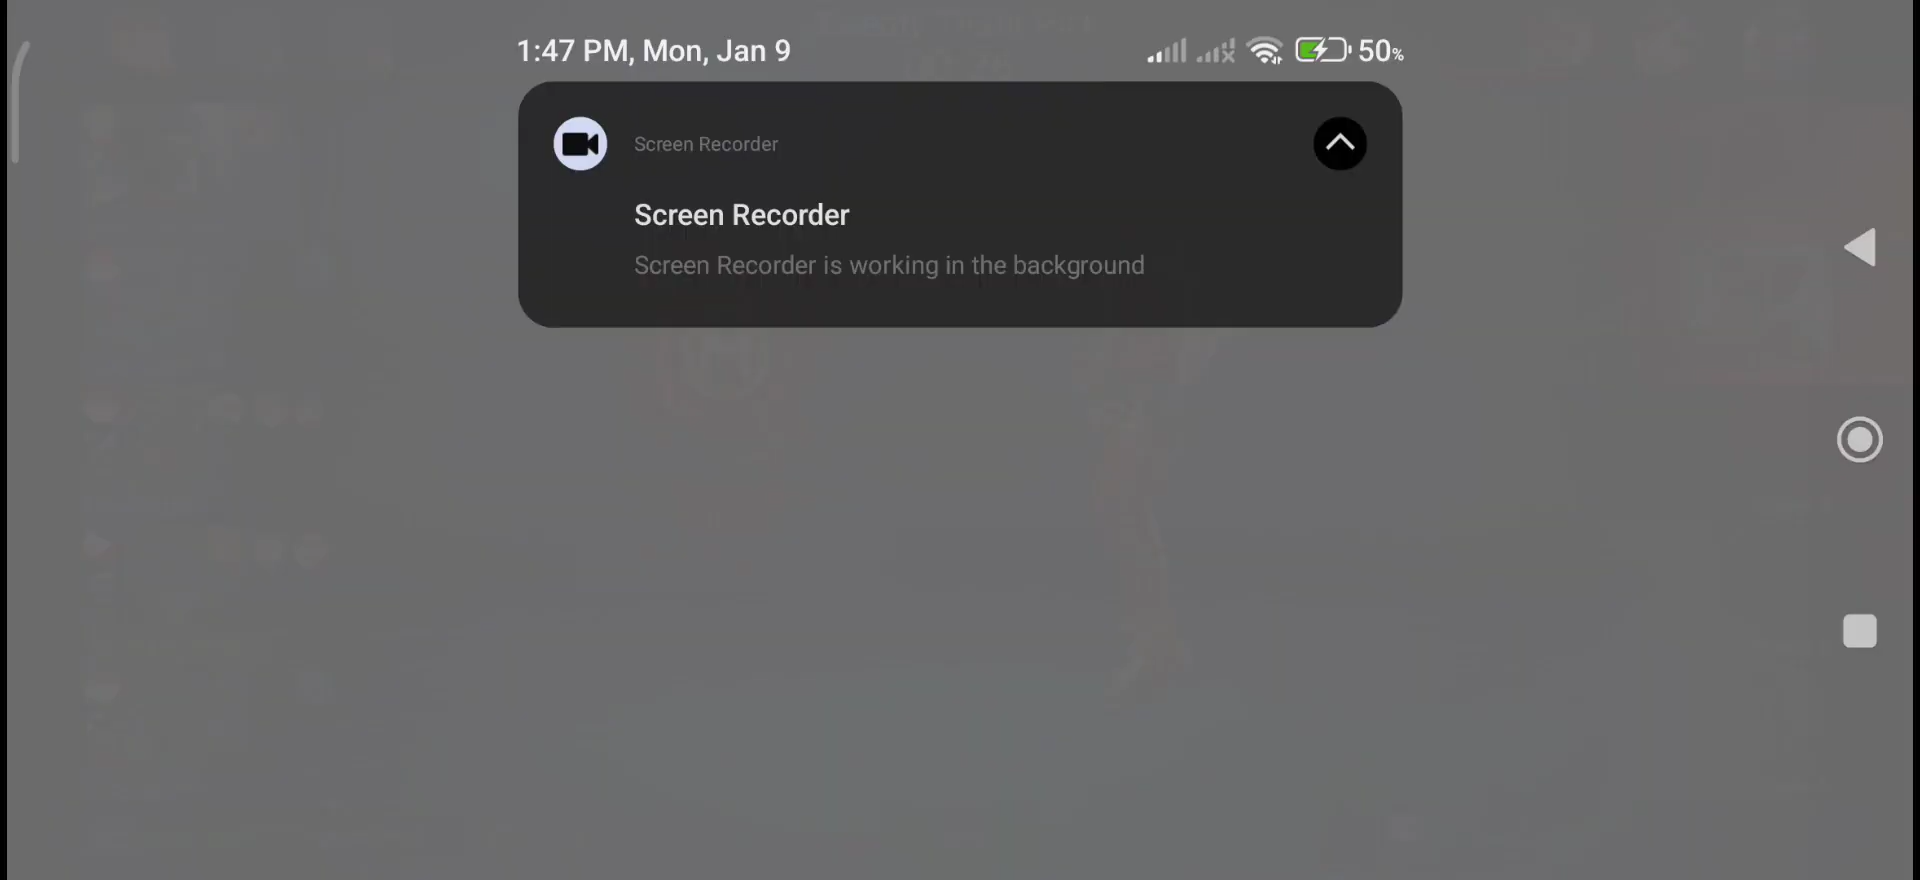 1:47 PM, Mon, Jan 9 50%
Screen Recorder
Screen Recorder
Screen Recorder is working in the background